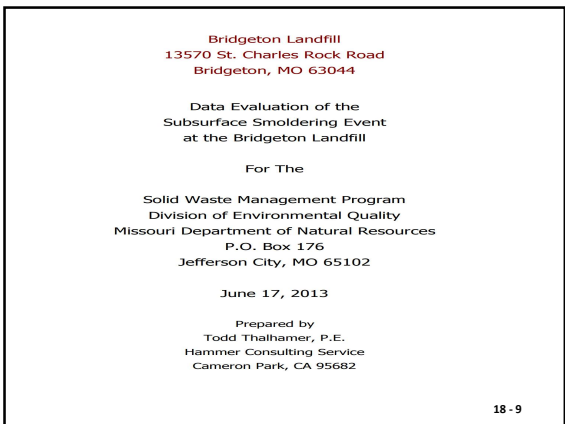 Bridgeton Landfill
13570 St. Charles Rock Road
Bridgeton, MO 63044
Data Evaluation of the
Subsurface Smoldering Event
at the Bridgeton Landfill
For The
Solid Waste Management Program
Division of Environmental Quality
Missouri Department of Natural Resources
P.O. Box 176
Jefferson City, MO 65102
June 17, 2013
Prepared by
Todd Thalhamer, P.E.
Hammer Consulting Service
Cameron Park, CA 95682
18 - 9